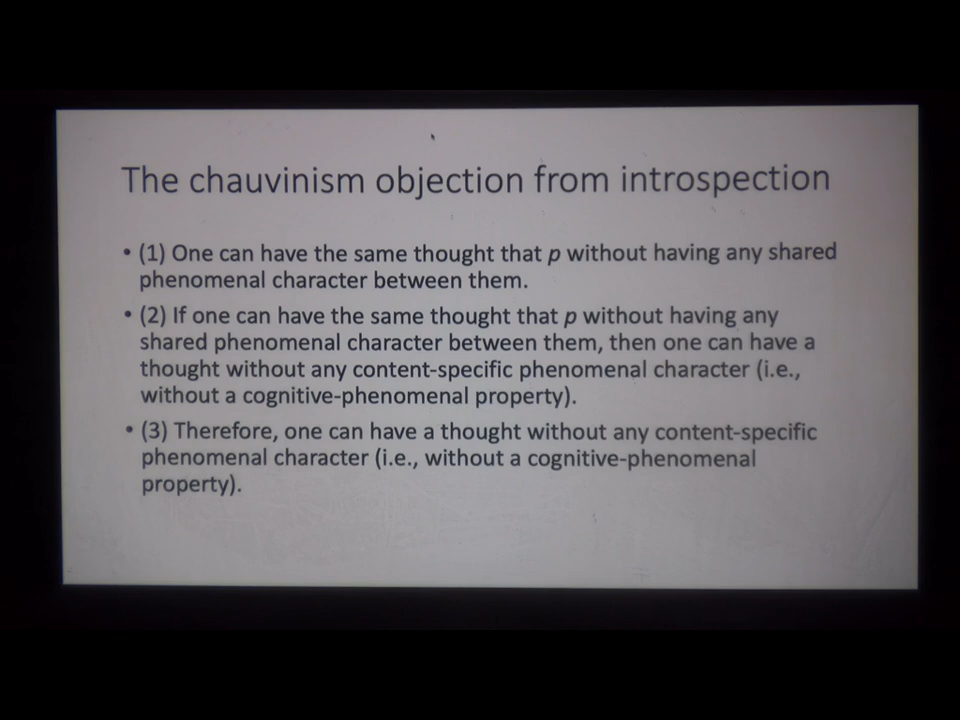 The chauvinism objection from introspection
• (1) One can have the same thought that p without having any shared
phenomenal character between them.
• (2) If one can have the same thought that p without having any
shared phenomenal character between them, then one can have a
thought without any content-specific phenomenal character (i.e.,
without a cognitive-phenomenal property).
• (3) Therefore, one can have a thought without any content-specific
phenomenal character (i.e., without a cognitive-phenomenal
property).